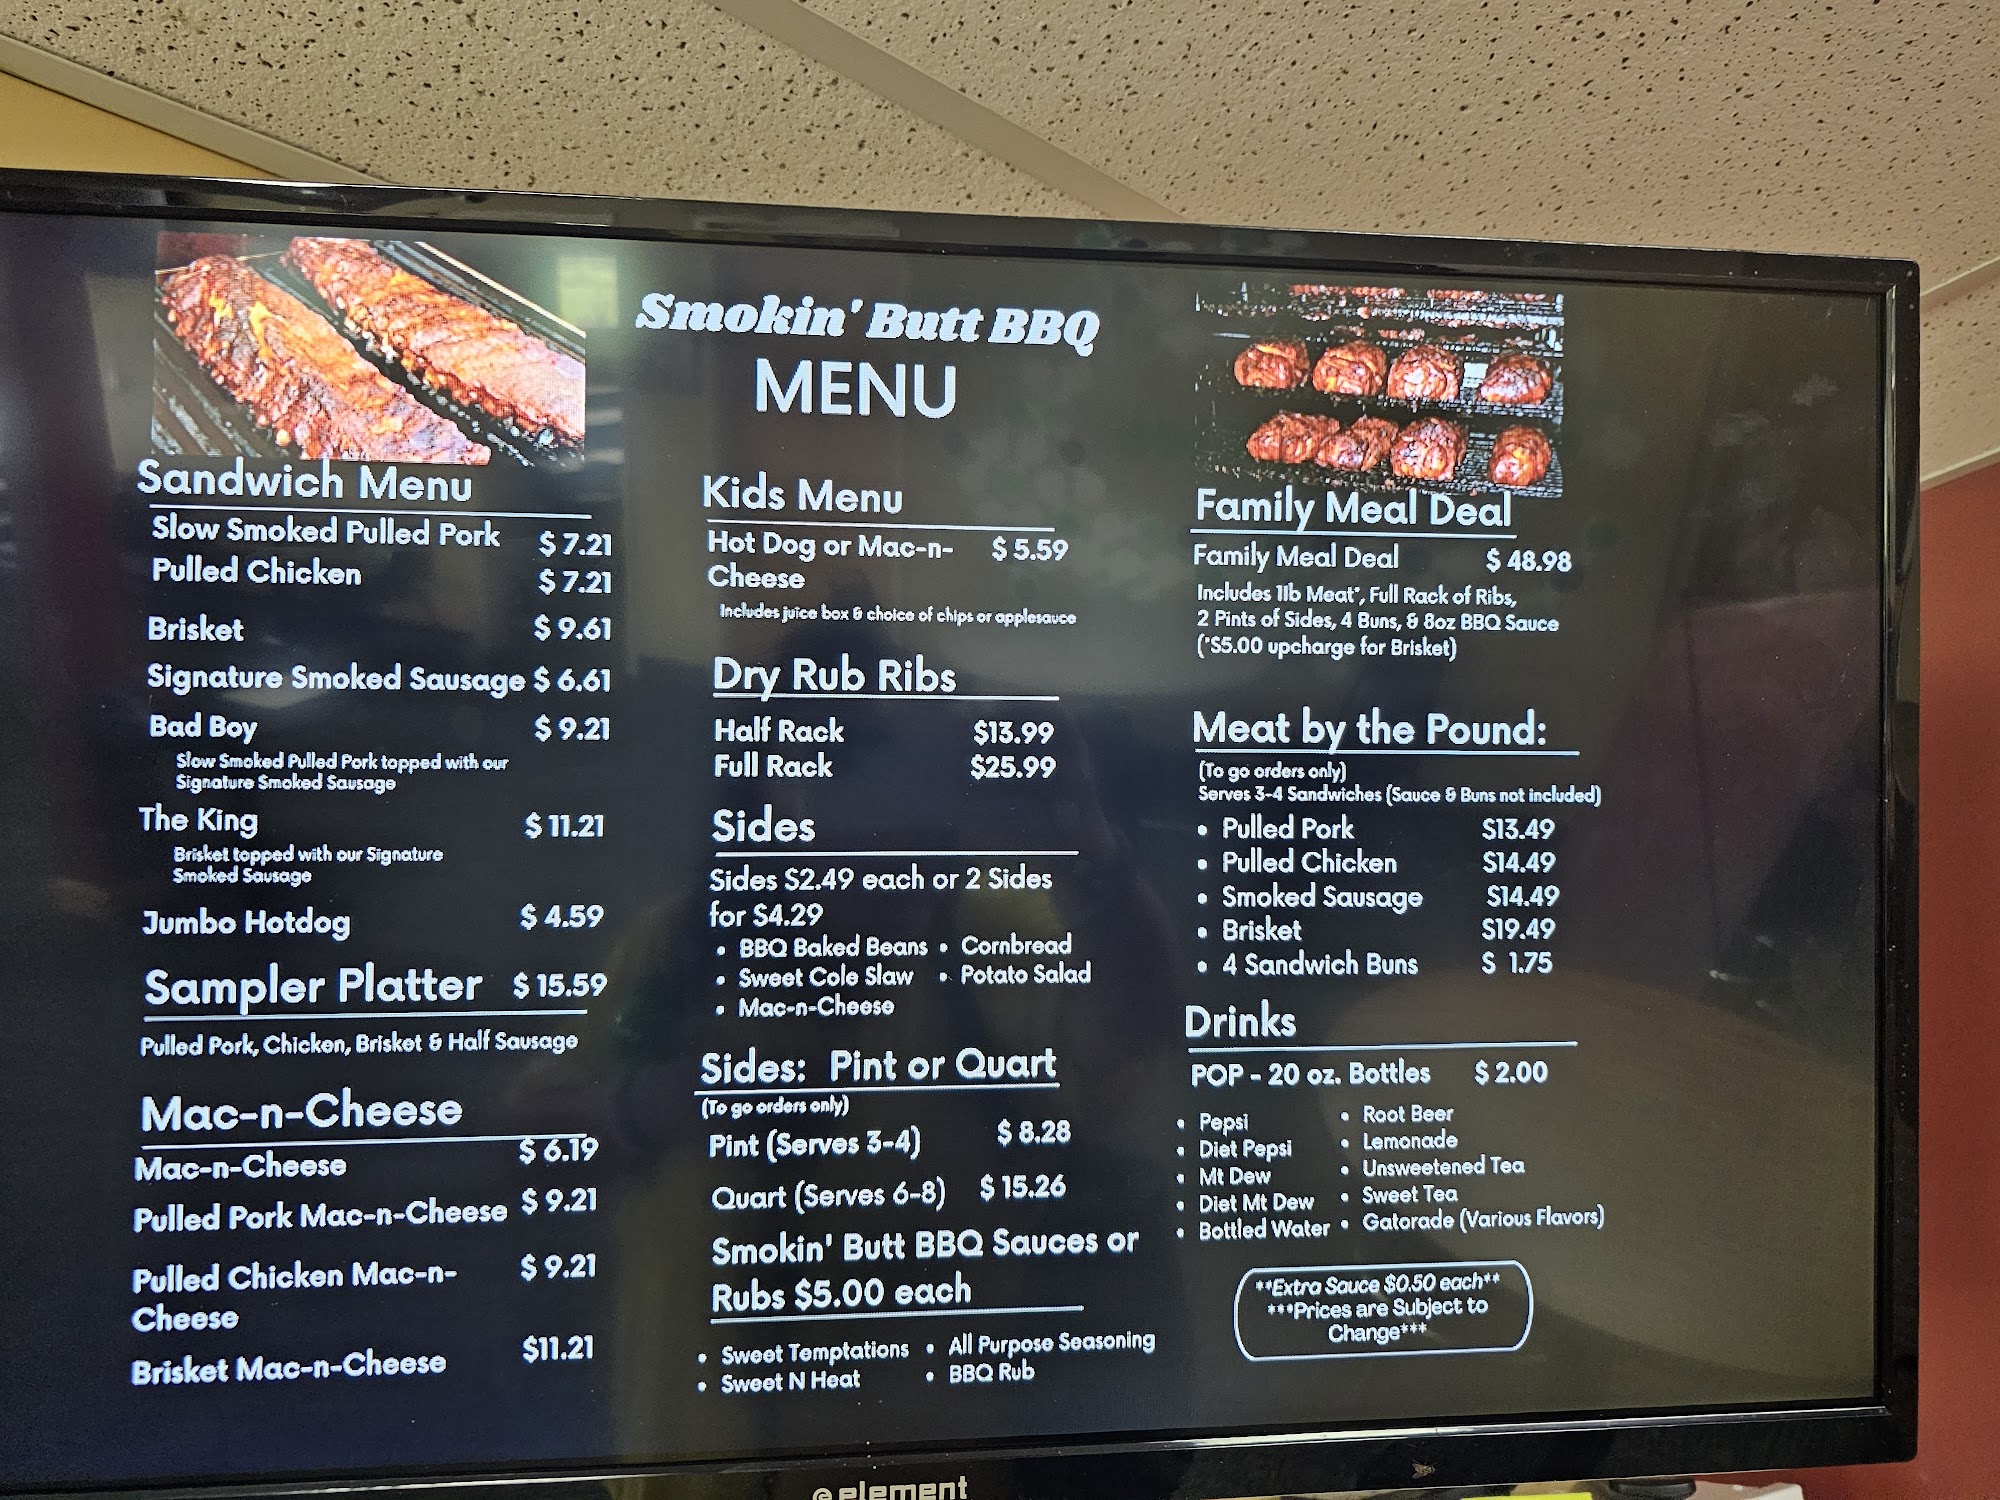 Smokin' Butt BBQ
MENU
Sandwich Menu
Slow Smoked Pulled Pork $ 7.21
Pulled Chicken $ 7.21
Brisket $ 9.61
Signature Smoked Sausage $ 6.61
Bad Boy $ 9.21
Slow Smoked Pulled Pork topped with our
Signature Smoked Sausage
The King $ 11.21
Brisket topped with our Signature
Smoked Sausage
Jumbo Hotdog $ 4.59
Sampler Platter $ 15.59
Pulled Pork, Chicken, Brisket & Half Sausage
Mac-n-Cheese
Mac-n-Cheese $ 6.19
Pulled Pork Mac-n-Cheese $ 9.21
Pulled Chicken Mac-n- $ 9.21
Cheese
Brisket Mac-n-Cheese $11.21
Kids Menu
Hot Dog or Mac-n- $ 5.59
Cheese
Includes juice box & choice of chips or applesauce
Dry Rub Ribs
Half Rack $13.99
Full Rack $25.99
Sides
Sides $2.49 each or 2 Sides
for $4.29
• BBQ Baked Beans • Cornbread
• Sweet Cole Slaw • Potato Salad
• Mac-n-Cheese
Sides: Pint or Quart
(To go orders only)
Pint (Serves 3-4) $ 8.28
Quart (Serves 6-8) $ 15.26
Smokin' Butt BBQ Sauces or
Rubs $5.00 each
• Sweet Temptations • All Purpose Seasoning
• Sweet N Heat • BBQ Rub
Family Meal Deal
Family Meal Deal $ 48.98
Includes 1lb Meat*, Full Rack of Ribs,
2 Pints of Sides, 4 Buns, & 8oz BBQ Sauce
(*$5.00 upcharge for Brisket)
Meat by the Pound:
(To go orders only)
Serves 3-4 Sandwiches (Sauce & Buns not included)
• Pulled Pork $13.49
• Pulled Chicken $14.49
• Smoked Sausage $14.49
• Brisket $19.49
• 4 Sandwich Buns $ 1.75
Drinks
POP - 20 oz. Bottles $ 2.00
• Pepsi • Root Beer
• Diet Pepsi • Lemonade
• Mt Dew • Unsweetened Tea
• Diet Mt Dew • Sweet Tea
• Bottled Water • Gatorade (Various Flavors)
**Extra Sauce $0.50 each**
***Prices are Subject to
Change***
element